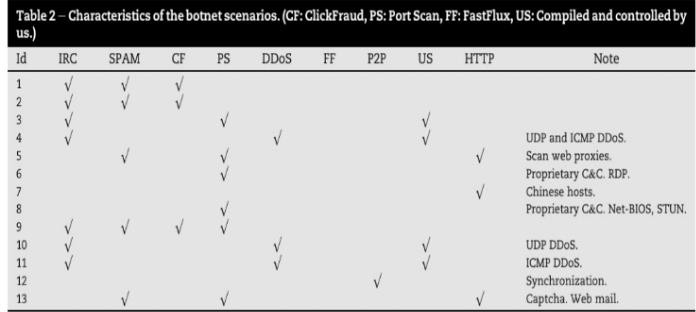 Table 2 – Characteristics of the botnet scenarios. (CF: ClickFraud, PS: Port Scan, FF: FastFlux, US: Compiled and controlled by
us.)
Id IRC SPAM CF PS DDoS FF P2P US HTTP Note
1 √ √ √
2 √ √ √
3 √ √ √
4 √ √ √ UDP and ICMP DDoS.
5 √ √ √ Scan web proxies.
6 √ Proprietary C&C. RDP.
7 √ Chinese hosts.
8 √ Proprietary C&C. Net-BIOS, STUN.
9 √ √ √ √
10 √ √ √ UDP DDoS.
11 √ √ √ ICMP DDoS.
12 √ Synchronization.
13 √ √ √ Captcha. Web mail.